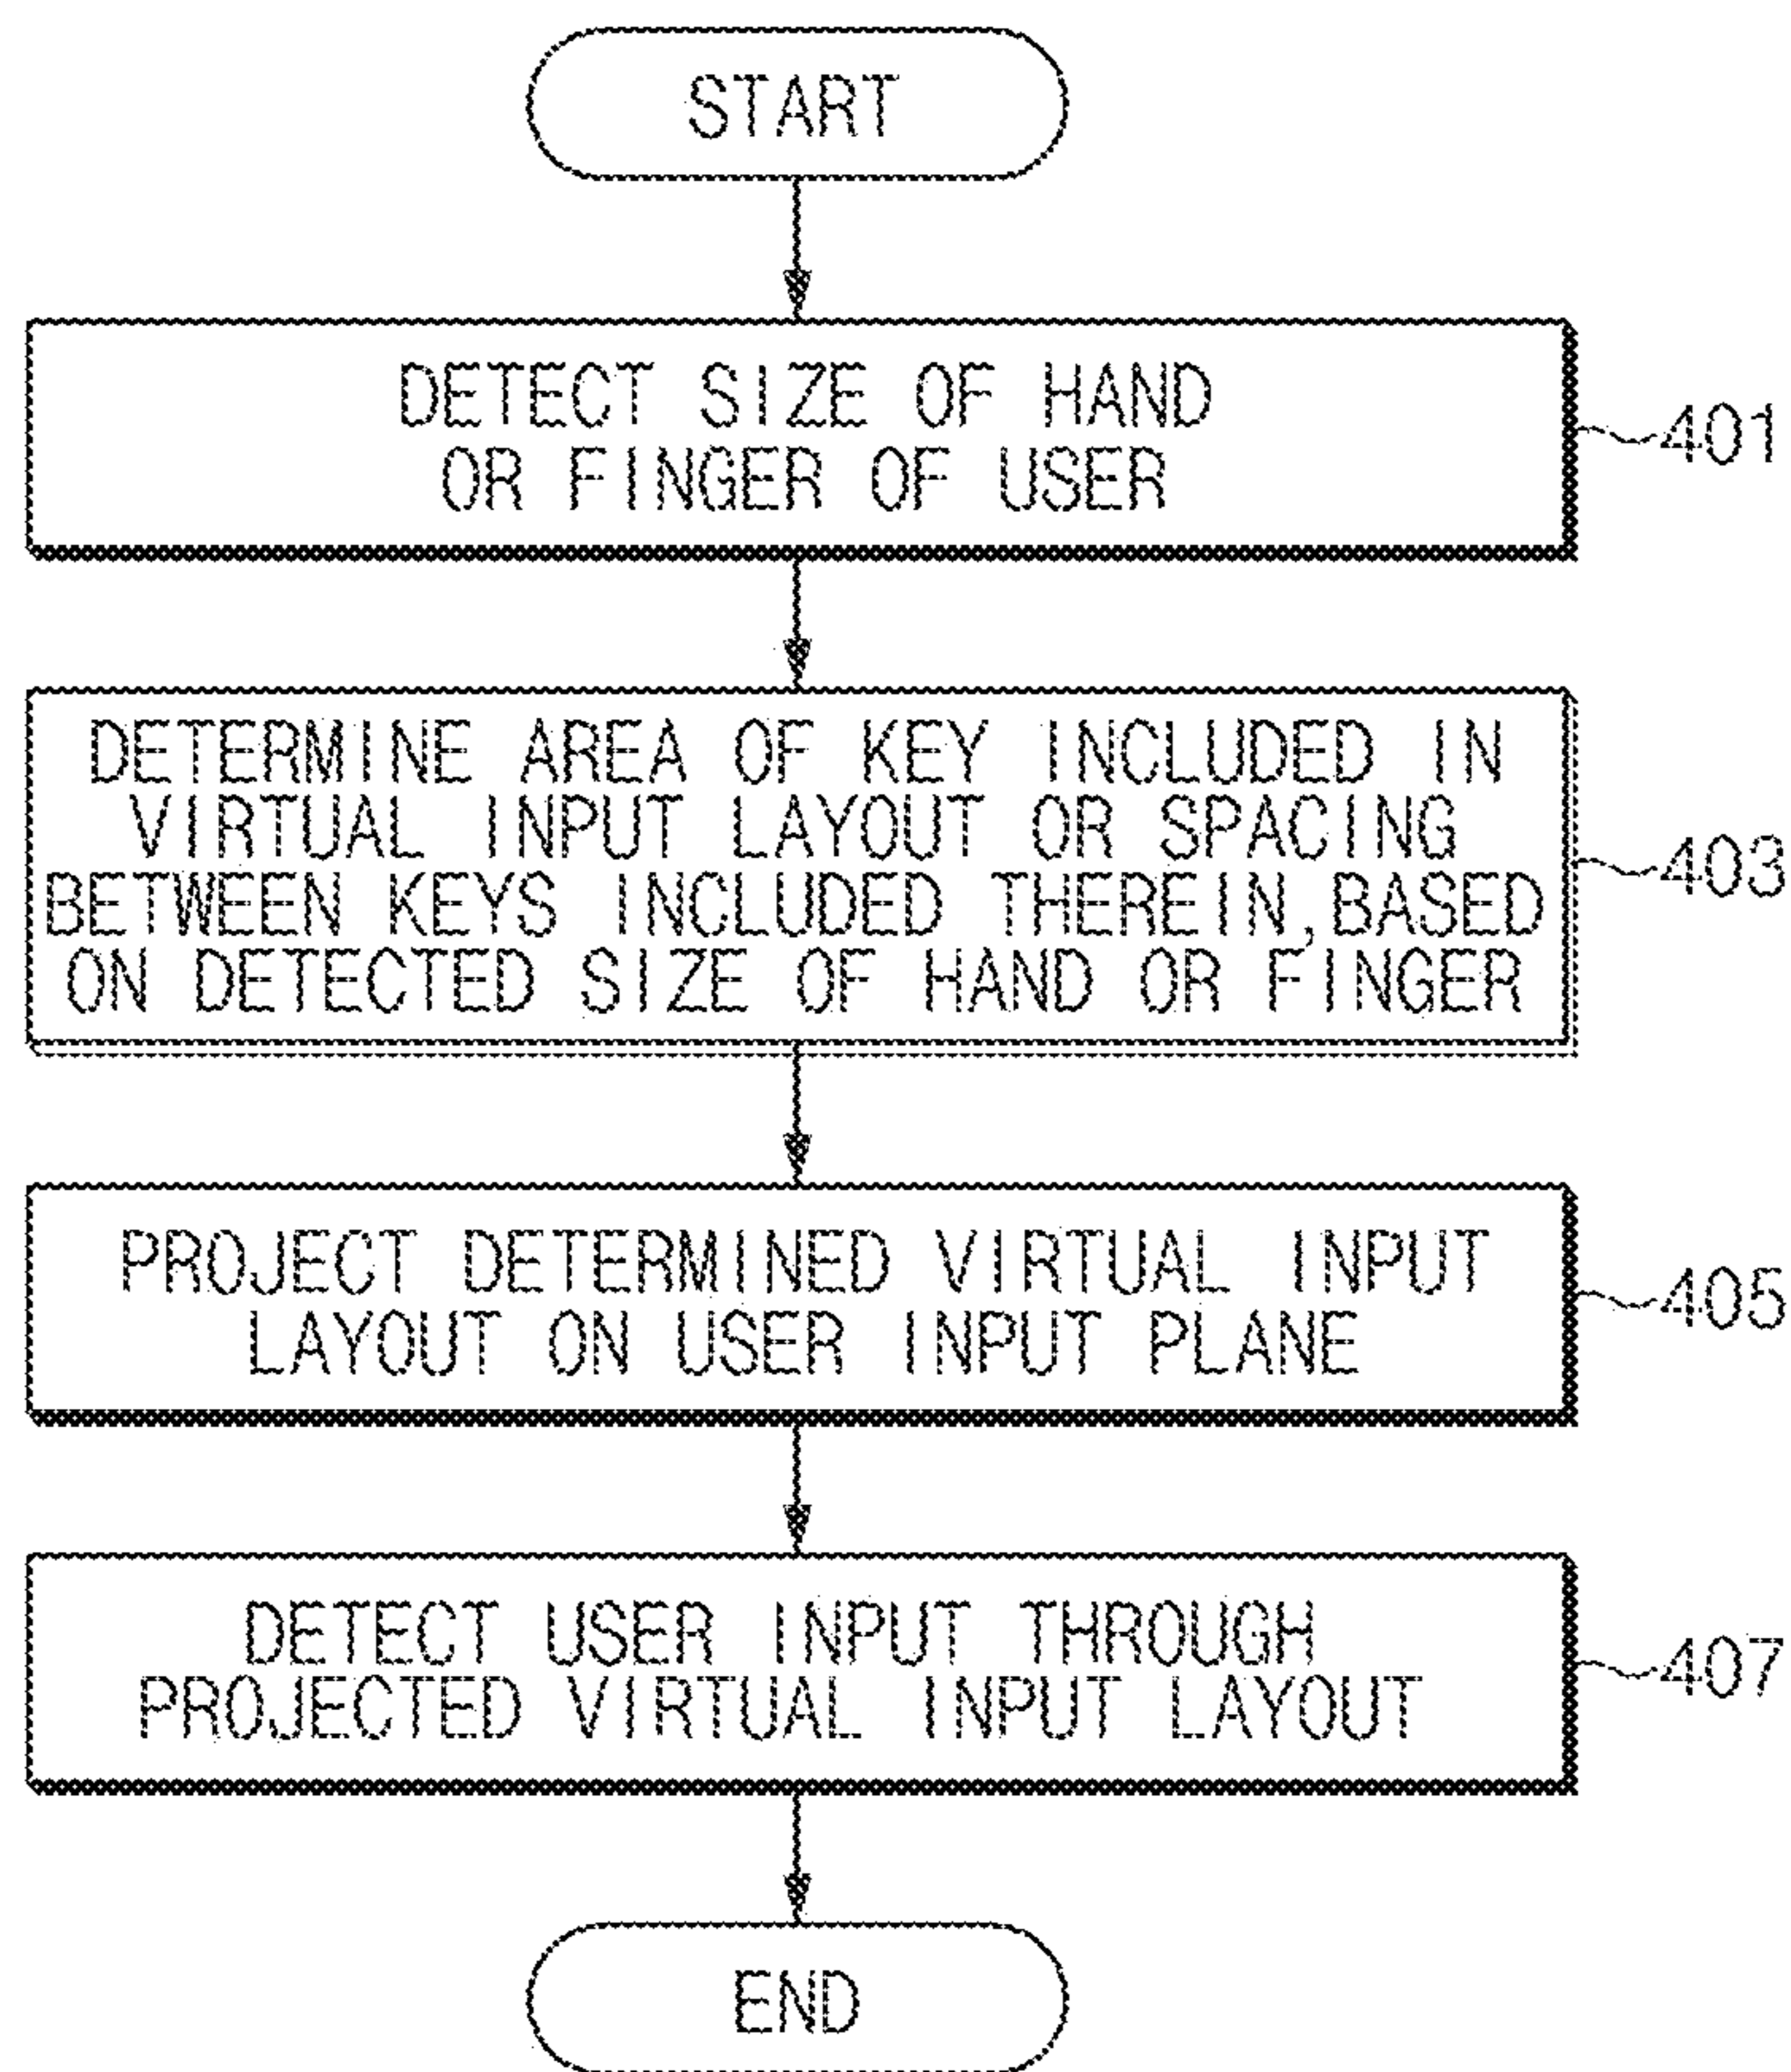 START
DETECT SIZE OF HAND
OR FINGER OF USER
401
DETERMINE AREA OF KEY INCLUDED IN
VIRTUAL INPUT LAYOUT OR SPACING
BETWEEN KEYS INCLUDED THEREIN, BASED
ON DETECTED SIZE OF HAND OR FINGER
403
PROJECT DETERMINED VIRTUAL INPUT
LAYOUT ON USER INPUT PLANE
405
DETECT USER INPUT THROUGH
PROJECTED VIRTUAL INPUT LAYOUT
407
END